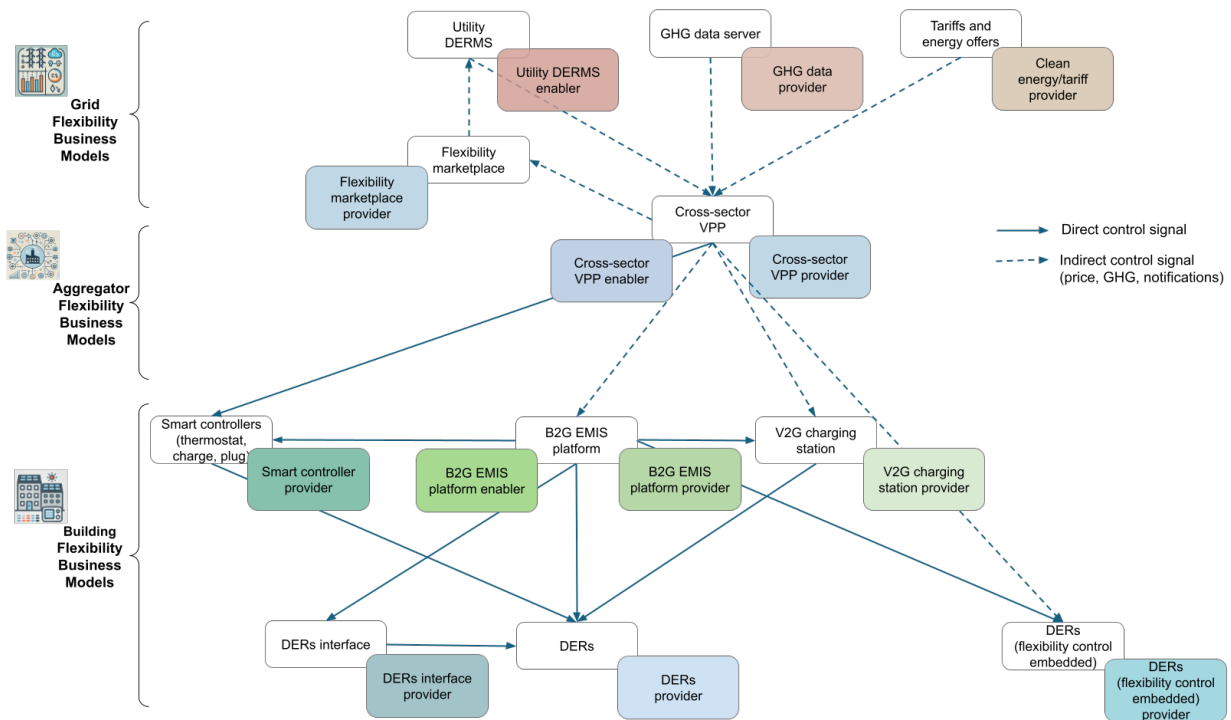 Utility
DERMS
GHG data server
Tariffs and
energy offers
Utility DERMS
enabler
GHG data
provider
Clean
energy/tariff
provider
Grid
Flexibility
Business
Models
Flexibility
marketplace
Flexibility
marketplace
provider
Cross-sector
VPP
Cross-sector
VPP enabler
Cross-sector
VPP provider
Direct control signal
Indirect control signal
(price, GHG, notifications)
Aggregator
Flexibility
Business
Models
Smart controllers
(thermostat,
charge, plug)
B2G EMIS
platform
V2G charging
station
Smart controller
provider
B2G EMIS
platform enabler
B2G EMIS
platform provider
V2G charging
station provider
Building
Flexibility
Business
Models
DERs interface
DERs
DERs
(flexibility control
embedded)
DERs interface
provider
DERs
provider
DERs
(flexibility control
embedded)
provider